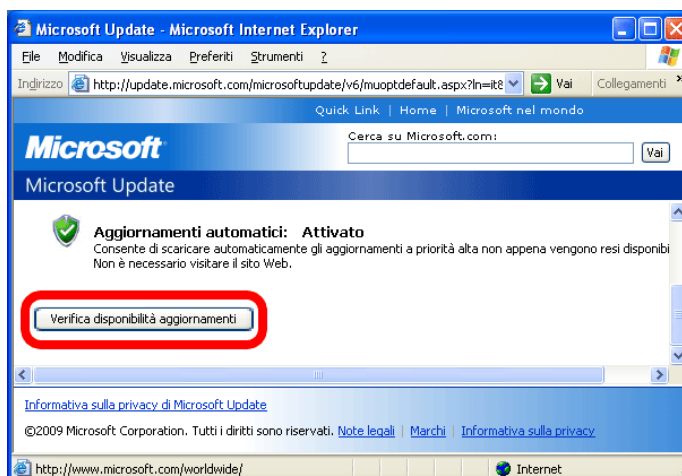 Microsoft Update - Microsoft Internet Explorer
File Modifica Visualizza Preferiti Strumenti ?
Indirizzo http://update.microsoft.com/microsoftupdate/v6/muoptdefault.aspx?ln=it& Vai Collegamenti »
Quick Link | Home | Microsoft nel mondo
Cerca su Microsoft.com:
Microsoft Vai
Microsoft Update
Aggiornamenti automatici: Attivato
Consente di scaricare automaticamente gli aggiornamenti a priorità alta non appena vengono resi disponibi
Non è necessario visitare il sito Web.
Verifica disponibilità aggiornamenti
Informativa sulla privacy di Microsoft Update
©2009 Microsoft Corporation. Tutti i diritti sono riservati. Note legali | Marchi | Informativa sulla privacy
http://www.microsoft.com/worldwide/ Internet